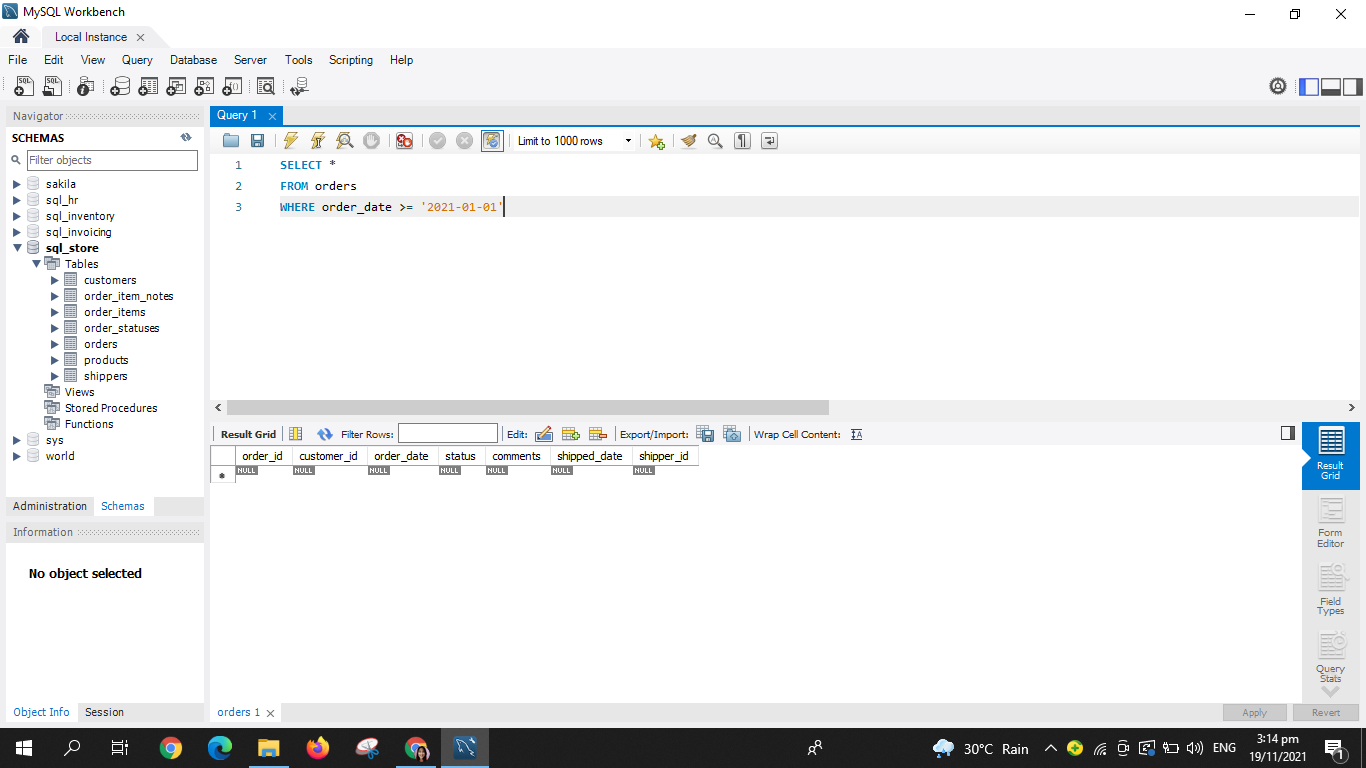 MySQL Workbench
Local Instance
File Edit View Query Database Server Tools Scripting Help
Navigator
SCHEMAS
Filter objects
sakila
sql_hr
sql_inventory
sql_invoicing
sql_store
Tables
customers
order_item_notes
order_items
order_statuses
orders
products
shippers
Views
Stored Procedures
Functions
sys
world
Administration Schemas
Information
No object selected
Object Info Session
Query 1
Limit to 1000 rows
1 SELECT *
2 FROM orders
3 WHERE order_date >= '2021-01-01'
Result Grid Filter Rows: Edit: Export/Import: Wrap Cell Content: IA
order_id customer_id order_date status comments shipped_date shipper_id
NULL NULL NULL NULL NULL NULL NULL
Result
Grid
Form
Editor
Field
Types
Query
Stats
orders 1
Apply Revert
30°C Rain
ENG
3:14 pm
19/11/2021
1